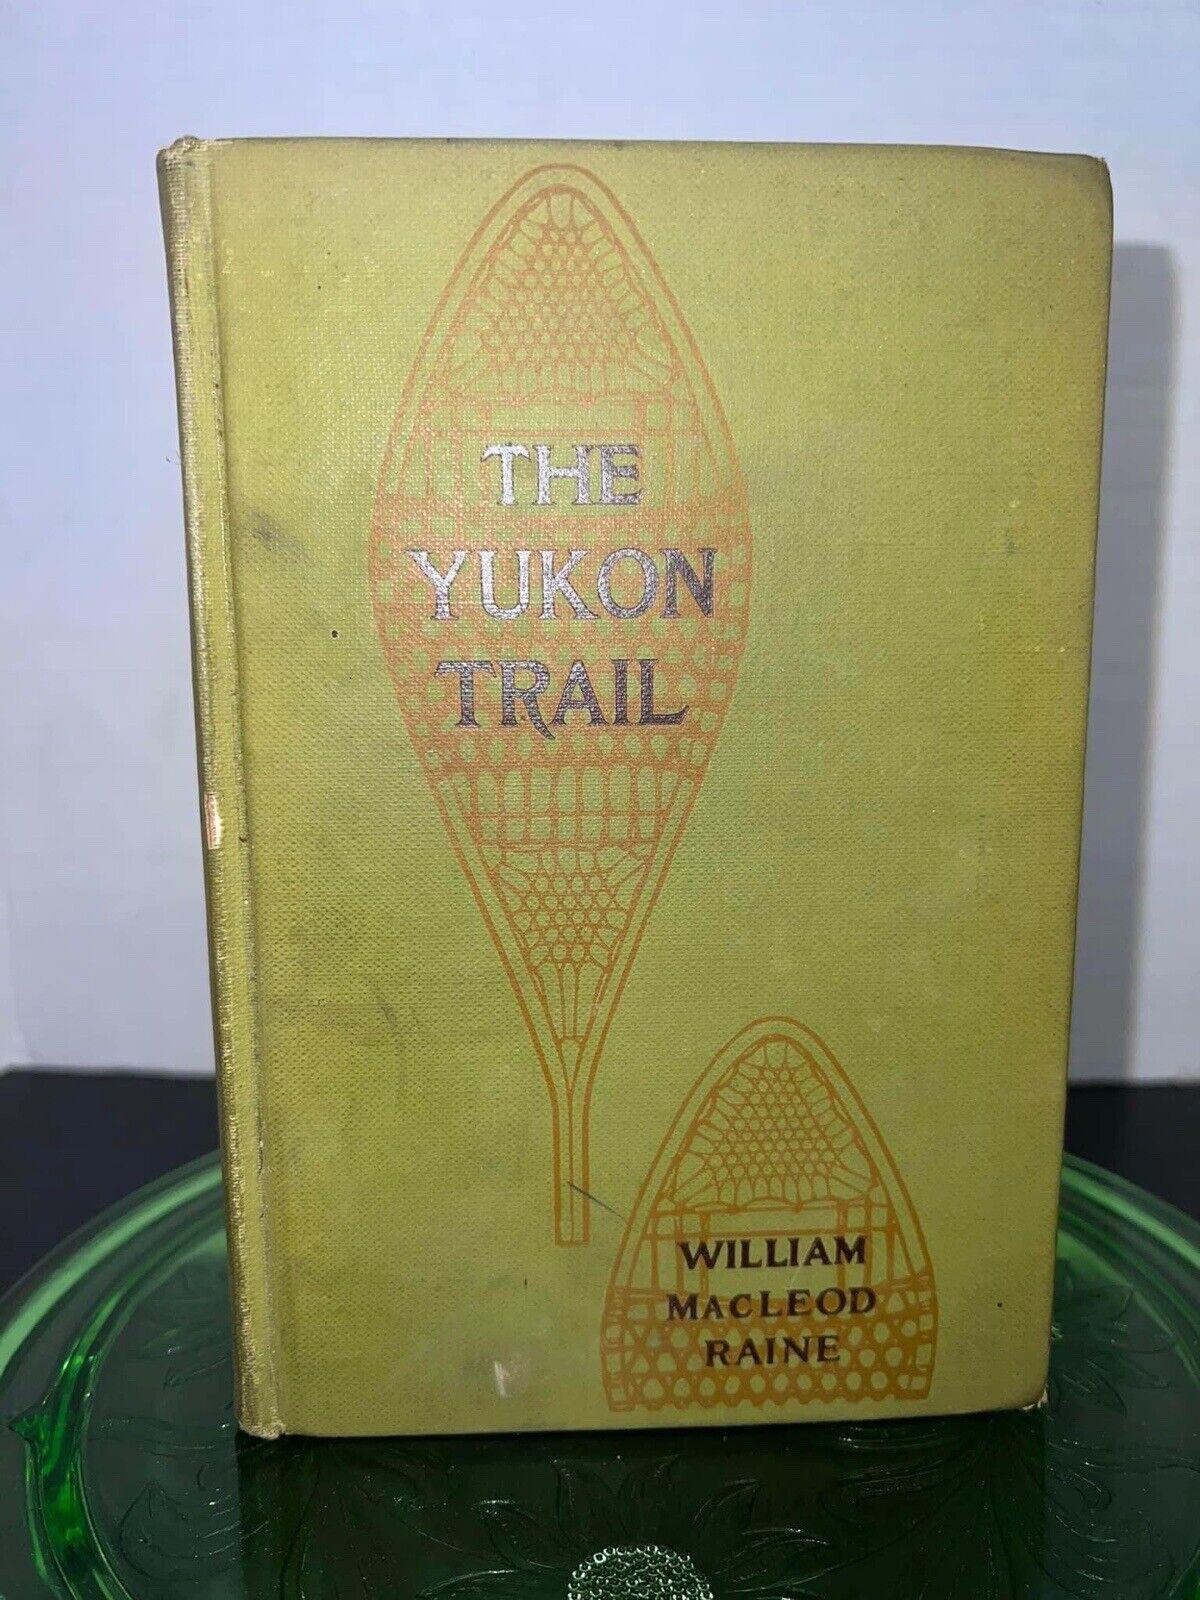 THE
YUKON
TRAIL
WILLIAM
MACLEOD
RAINE